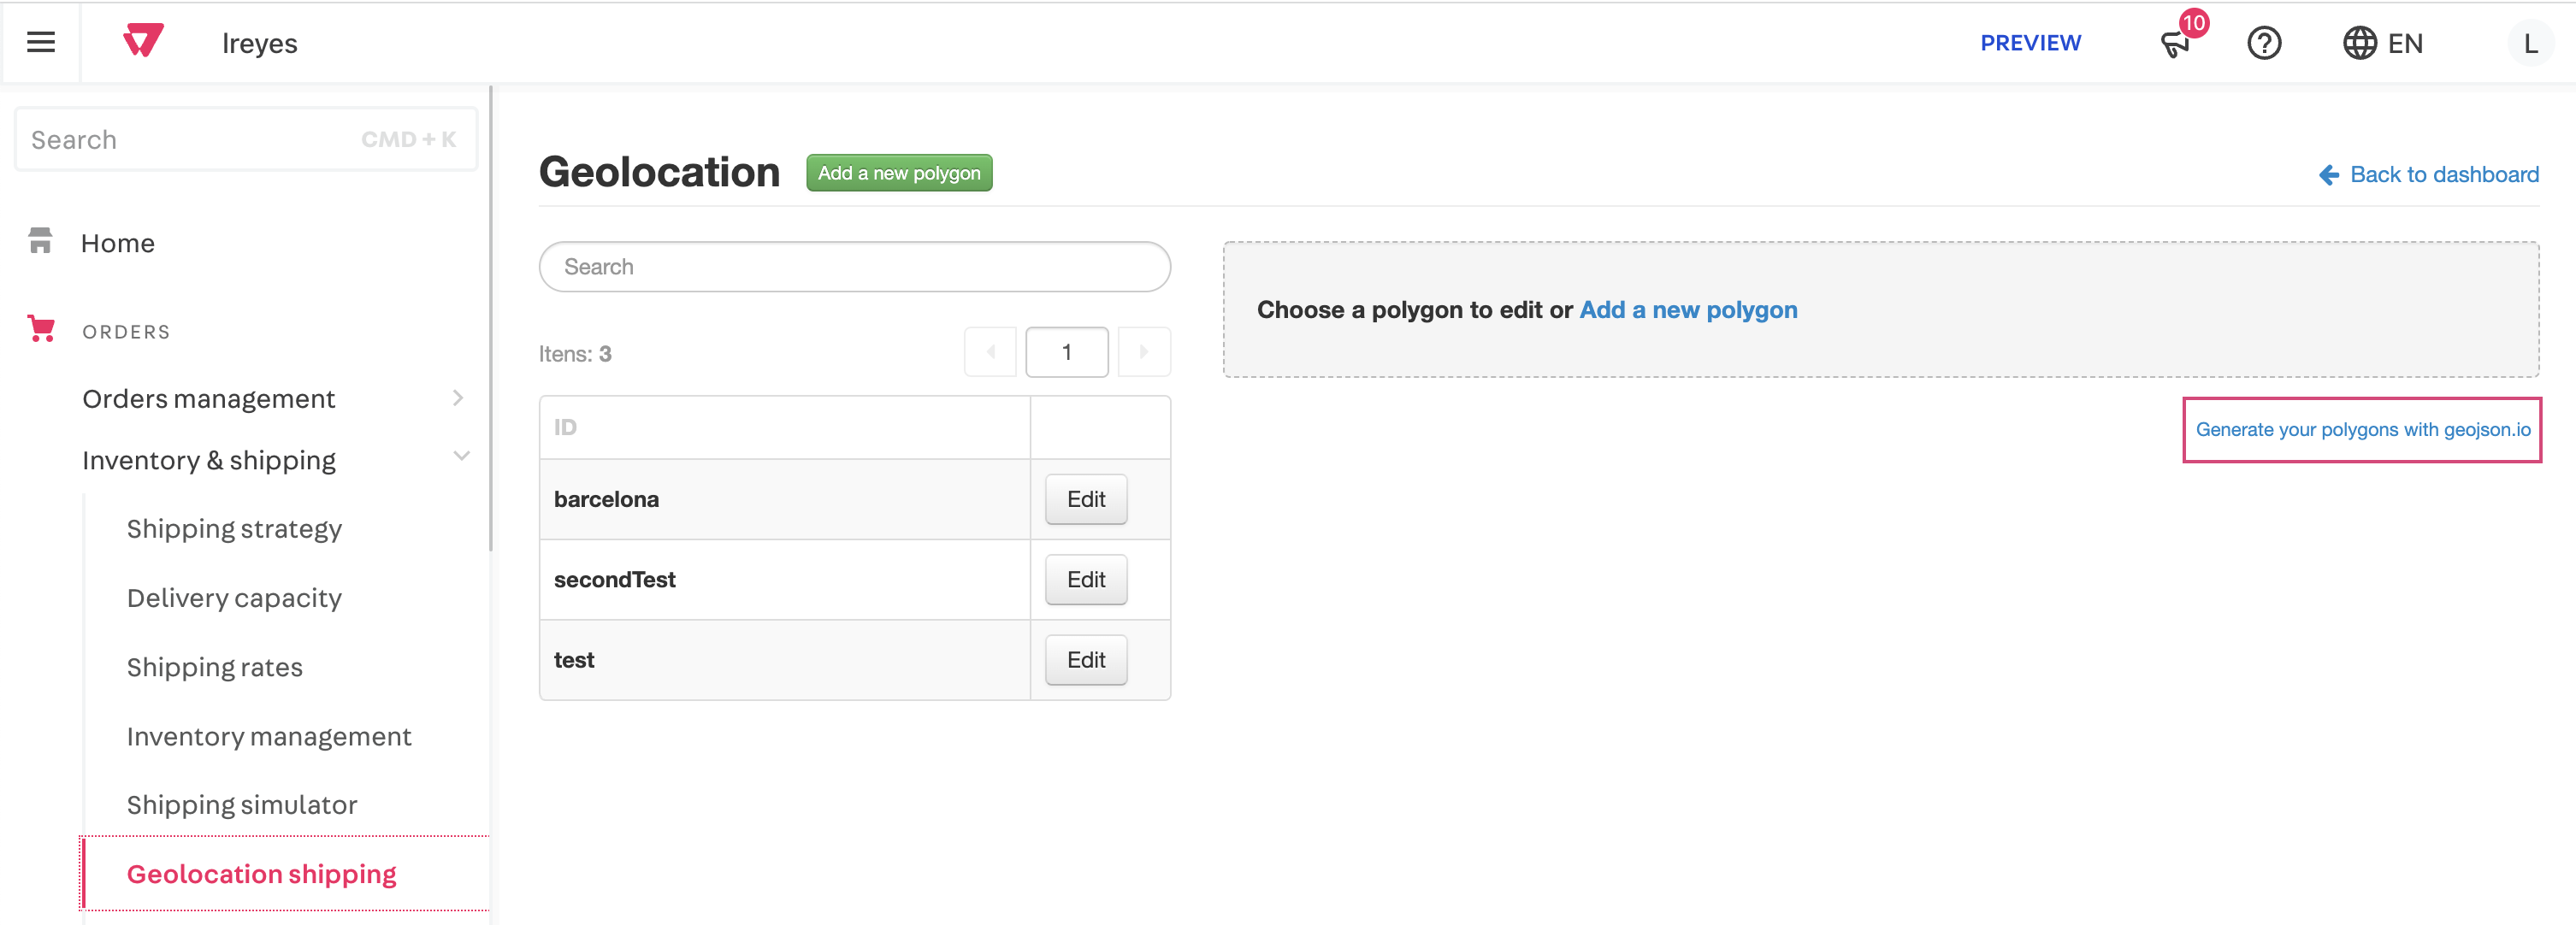 lreyes
PREVIEW
10
EN
L
Search CMD + K
Home
ORDERS
Orders management
Inventory & shipping
Shipping strategy
Delivery capacity
Shipping rates
Inventory management
Shipping simulator
Geolocation shipping
Geolocation
Add a new polygon
Back to dashboard
Search
Itens: 3
1
ID
barcelona Edit
secondTest Edit
test Edit
Choose a polygon to edit or Add a new polygon
Generate your polygons with geojson.io